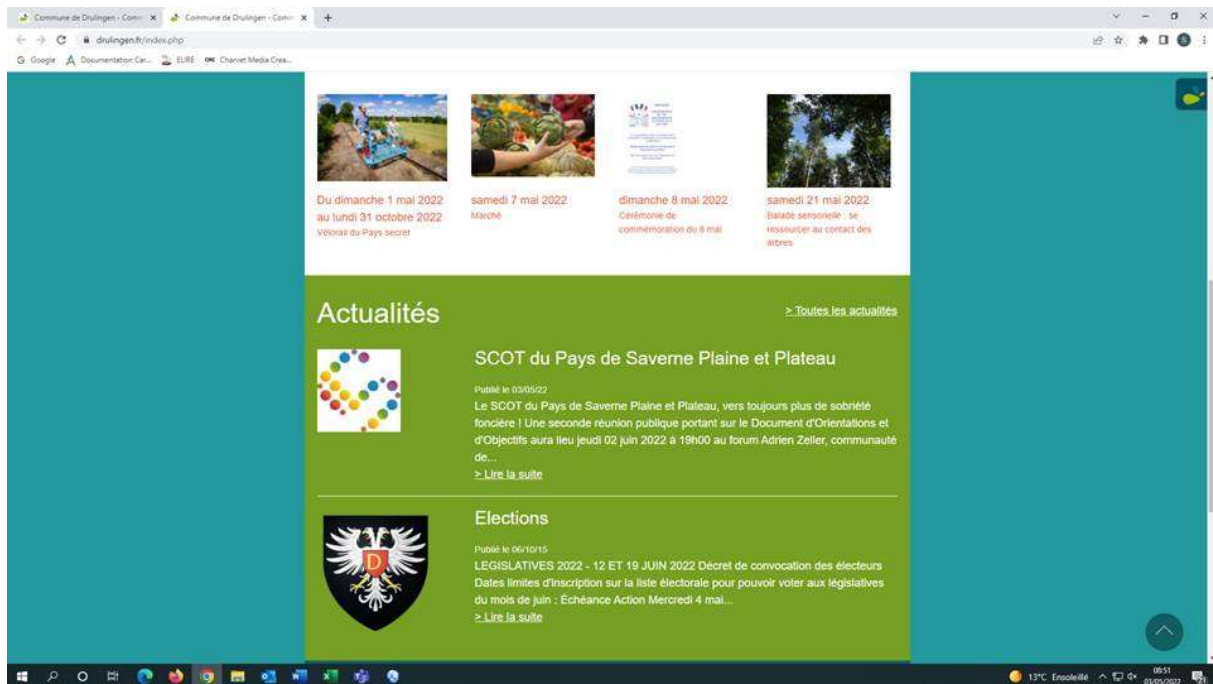 Commune de Drulingen - Comm
Commune de Drulingen - Comm
drulingen.fr/index.php
Google
Documentation Car...
ELIRE
Charvet Media Crea...
Du dimanche 1 mai 2022
au lundi 31 octobre 2022
Vélorail du Pays secret
samedi 7 mai 2022
Marché
dimanche 8 mai 2022
Cérémonie de
commémoration du 8 mai
samedi 21 mai 2022
Balade sensorielle : se
ressourcer au contact des
arbres
Actualités
> Toutes les actualités
SCOT du Pays de Saverne Plaine et Plateau
Publié le 03/05/22
Le SCOT du Pays de Saverne Plaine et Plateau, vers toujours plus de sobriété
foncière ! Une seconde réunion publique portant sur le Document d'Orientations et
d'Objectifs aura lieu jeudi 02 juin 2022 à 19h00 au forum Adrien Zeller, communauté
de...
> Lire la suite
D
Elections
Publié le 06/10/15
LEGISLATIVES 2022 - 12 ET 19 JUIN 2022 Décret de convocation des électeurs
Dates limites d'inscription sur la liste électorale pour pouvoir voter aux législatives
du mois de juin : Échéance Action Mercredi 4 mai...
> Lire la suite
13°C Ensoleillé
08:51
03/05/2022